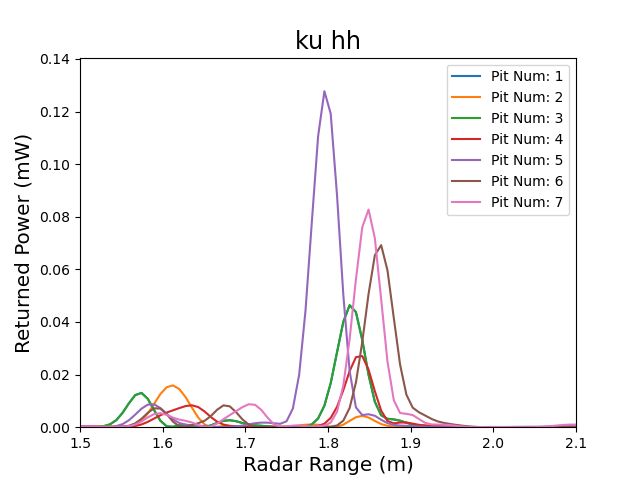 ku hh
0.14
0.12
0.10
0.08
0.06
0.04
0.02
0.00
Returned Power (mW)
Pit Num: 1
Pit Num: 2
Pit Num: 3
Pit Num: 4
Pit Num: 5
Pit Num: 6
Pit Num: 7
1.5 1.6 1.7 1.8 1.9 2.0 2.1
Radar Range (m)